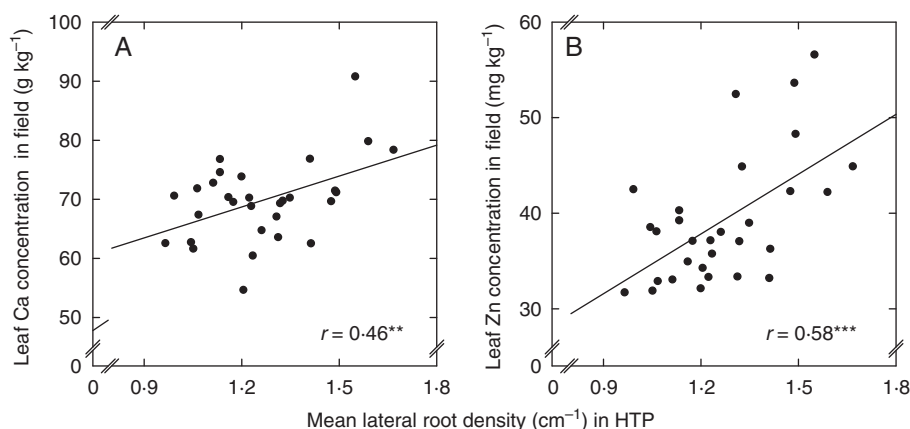 A
B
Leaf Ca concentration in field (g kg⁻¹)
100
90
80
70
60
50
0
r = 0·46**
0 0·9 1·2 1·5 1·8
Leaf Zn concentration in field (mg kg⁻¹)
60
50
40
30
0
r = 0·58***
0 0·9 1·2 1·5 1·8
Mean lateral root density (cm⁻¹) in HTP